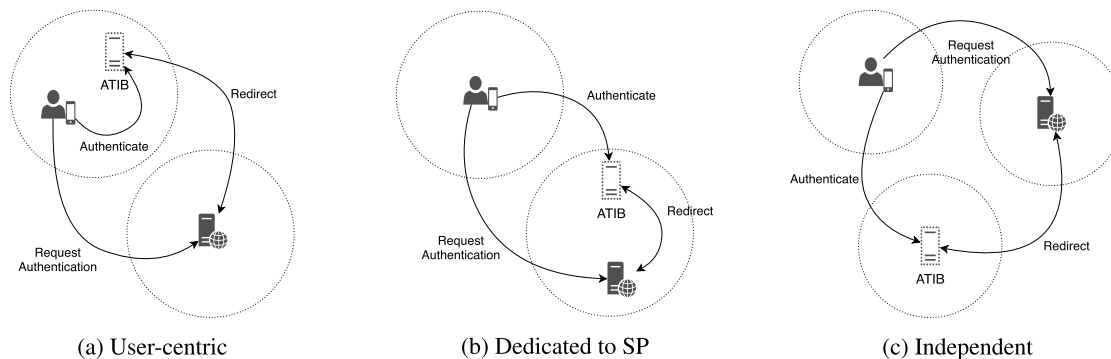 ATIB
Redirect
Authenticate
Request
Authentication
(a) User-centric
Authenticate
ATIB
Redirect
Request
Authentication
(b) Dedicated to SP
Request
Authentication
Authenticate
Redirect
ATIB
(c) Independent